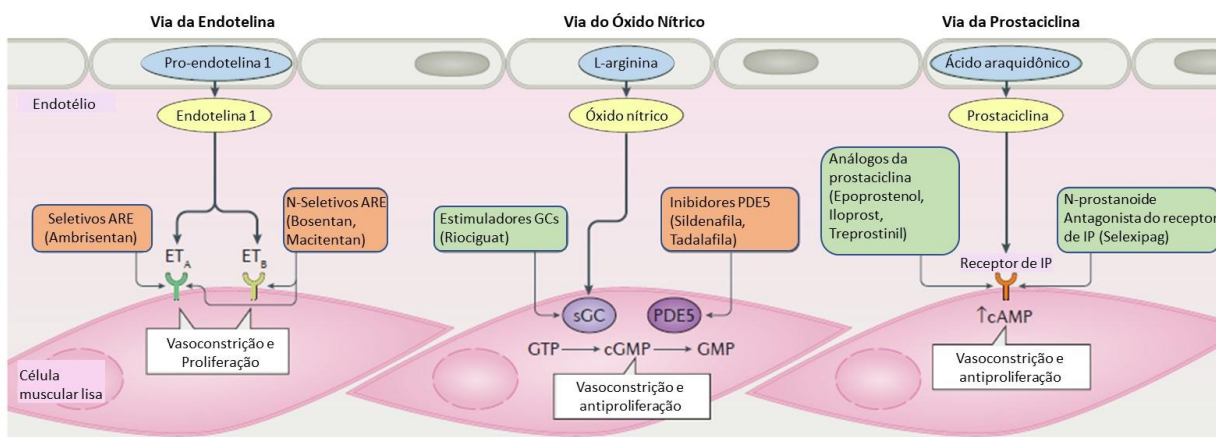 Via da Endotelina
Via do Óxido Nítrico
Via da Prostaciclina
Pro-endotelina 1
L-arginina
Ácido araquidônico
Endotélio
Endotelina 1
Óxido nítrico
Prostaciclina
Seletivos ARE
(Ambrisentan)
N-Seletivos ARE
(Bosentan,
Macitentan)
Estimuladores GCs
(Riociguat)
Inibidores PDE5
(Sildenafila,
Tadalafila)
Análogos da
prostaciclina
(Epoprostenol,
Iloprost,
Treprostinil)
N-prostanoide
Antagonista do receptor
de IP (Selexipag)
ETA
ETB
Receptor de IP
sGC
PDE5
↑cAMP
GTP
cGMP
GMP
Vasoconstrição e
Proliferação
Vasoconstrição e
antiproliferação
Vasoconstrição e
antiproliferação
Célula
muscular lisa